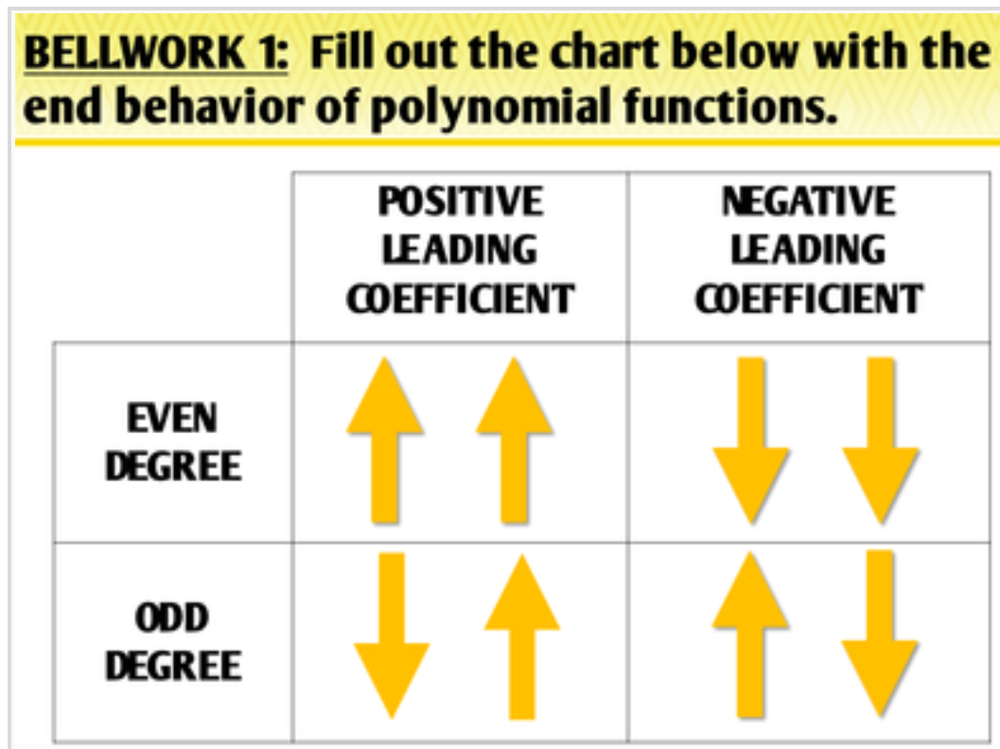 BELLWORK 1: Fill out the chart below with the
end behavior of polynomial functions.
POSITIVE
LEADING
COEFFICIENT
NEGATIVE
LEADING
COEFFICIENT
EVEN
DEGREE
ODD
DEGREE